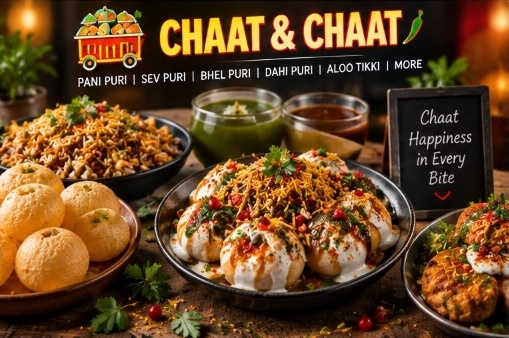 CHAAT & CHAAT
PANI PURI | SEV PURI | BHEL PURI | DAHI PURI | ALOO TIKKI | MORE
Chaat
Happiness
in Every
Bite